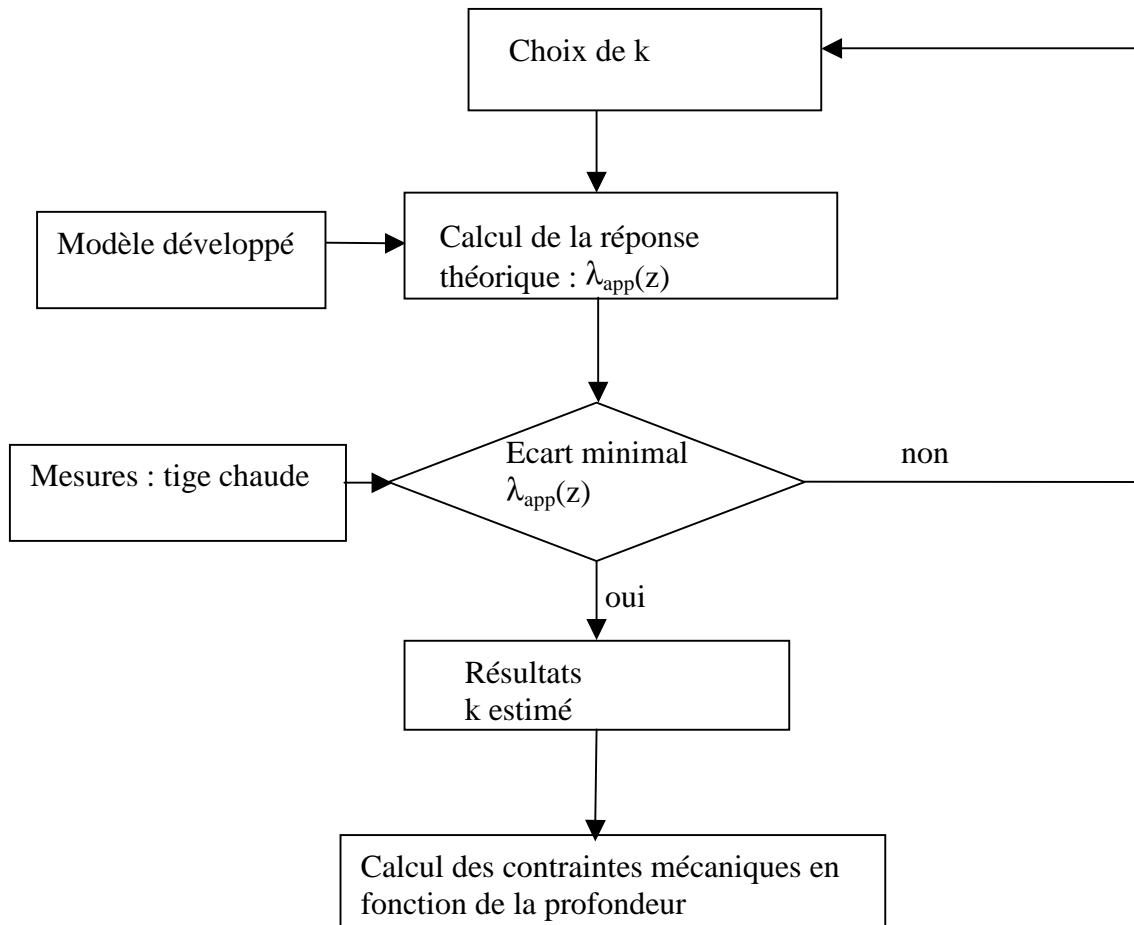 Choix de k
Modèle développé
Calcul de la réponse
théorique : λapp(z)
Mesures : tige chaude
Ecart minimal
λapp(z)
non
oui
Résultats
k estimé
Calcul des contraintes mécaniques en
fonction de la profondeur